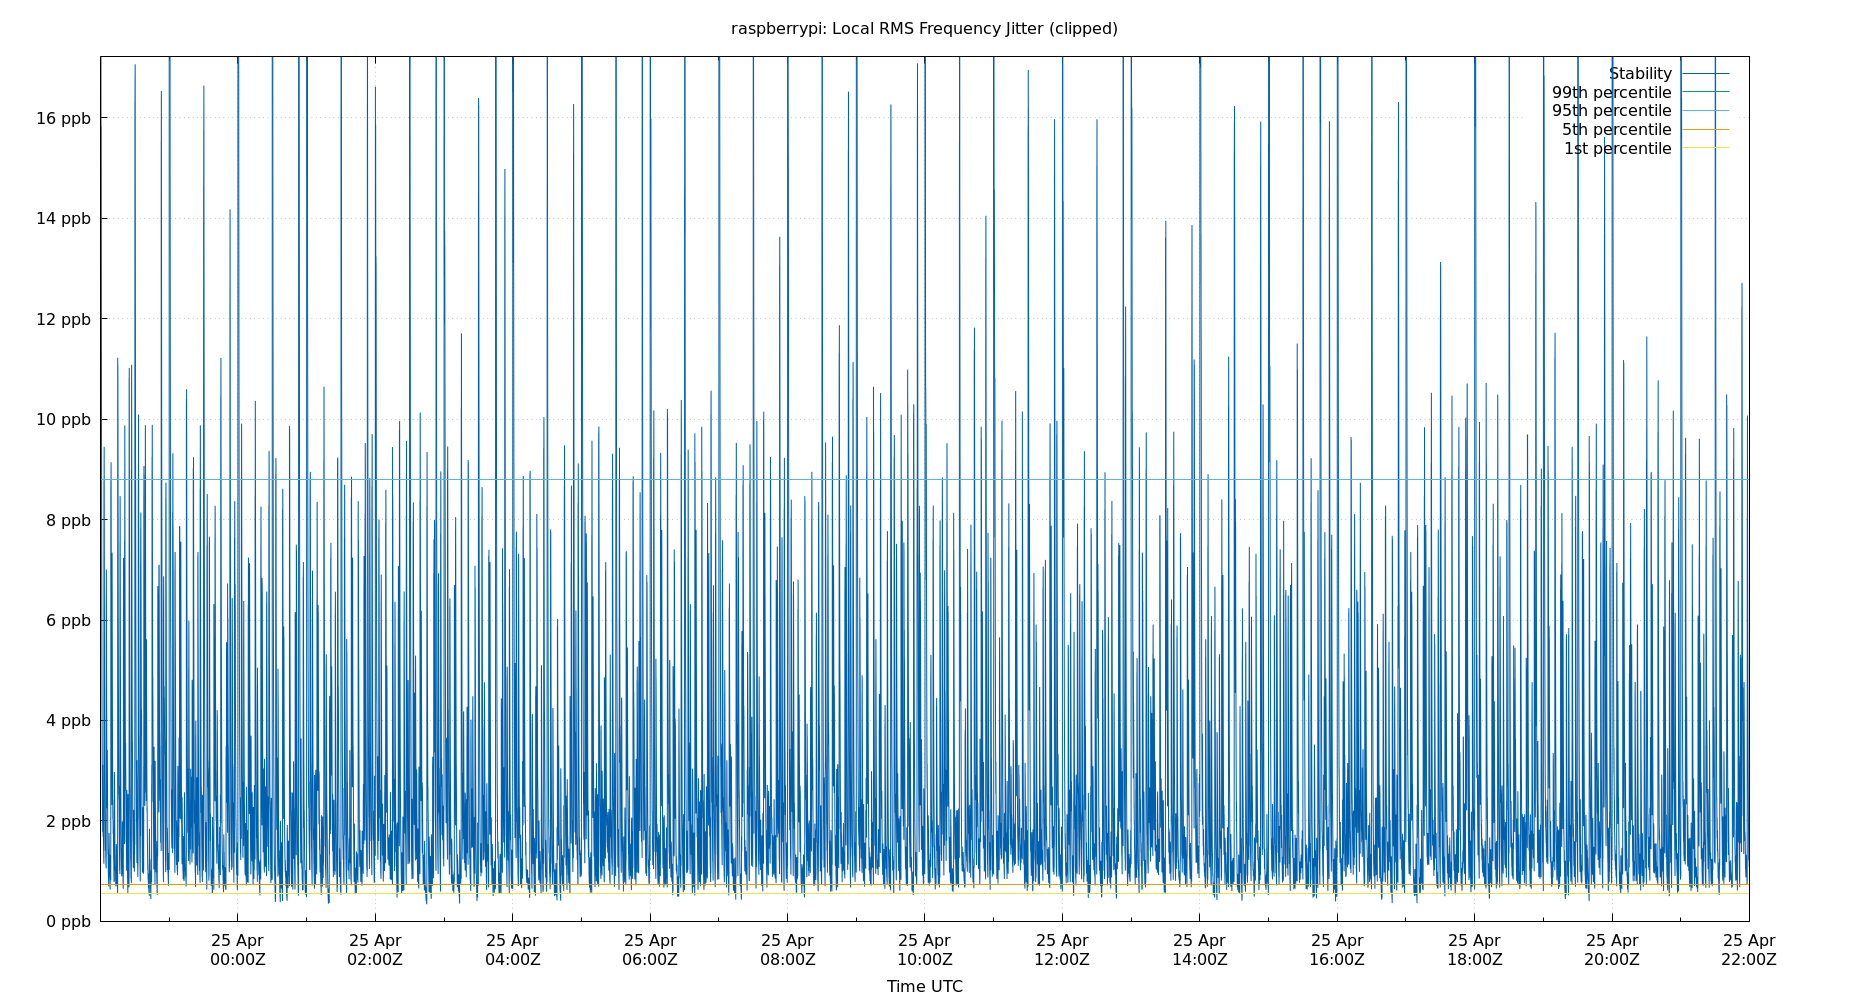 raspberrypi: Local RMS Frequency Jitter (clipped)
Stability
99th percentile
95th percentile
5th percentile
1st percentile
16 ppb
14 ppb
12 ppb
10 ppb
8 ppb
6 ppb
4 ppb
2 ppb
0 ppb
25 Apr 25 Apr 25 Apr 25 Apr 25 Apr 25 Apr 25 Apr 25 Apr 25 Apr 25 Apr 25 Apr 25 Apr
00:00Z 02:00Z 04:00Z 06:00Z 08:00Z 10:00Z 12:00Z 14:00Z 16:00Z 18:00Z 20:00Z 22:00Z
Time UTC